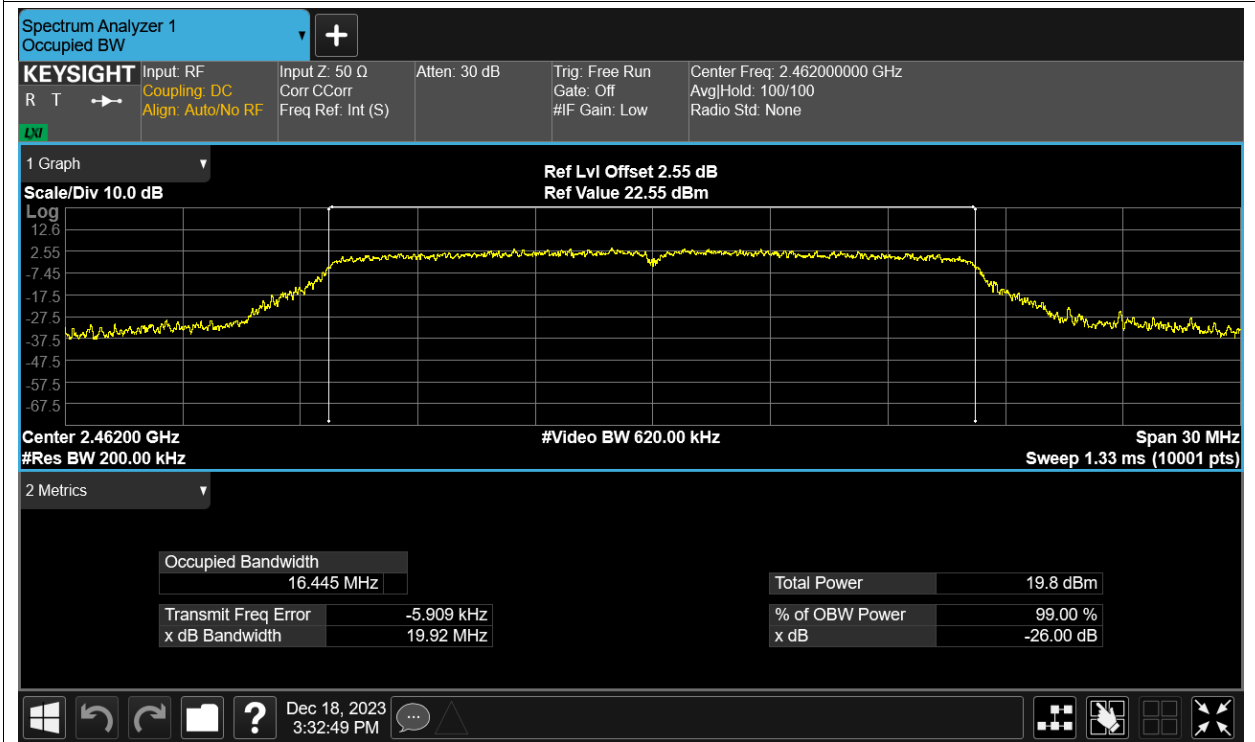 Spectrum Analyzer 1
Occupied BW
+
KEYSIGHT
R T
LXI
Input: RF
Coupling: DC
Align: Auto/No RF
Input Z: 50 Ω
Corr CCorr
Freq Ref: Int (S)
Atten: 30 dB
Trig: Free Run
Gate: Off
#IF Gain: Low
Center Freq: 2.462000000 GHz
Avg|Hold: 100/100
Radio Std: None
1 Graph
Scale/Div 10.0 dB
Ref Lvl Offset 2.55 dB
Ref Value 22.55 dBm
Log
12.6
2.55
-7.45
-17.5
-27.5
-37.5
-47.5
-57.5
-67.5
Center 2.46200 GHz
#Res BW 200.00 kHz
#Video BW 620.00 kHz
Span 30 MHz
Sweep 1.33 ms (10001 pts)
2 Metrics
Occupied Bandwidth
16.445 MHz
Transmit Freq Error -5.909 kHz
x dB Bandwidth 19.92 MHz
Total Power 19.8 dBm
% of OBW Power 99.00 %
x dB -26.00 dB
?
Dec 18, 2023
3:32:49 PM